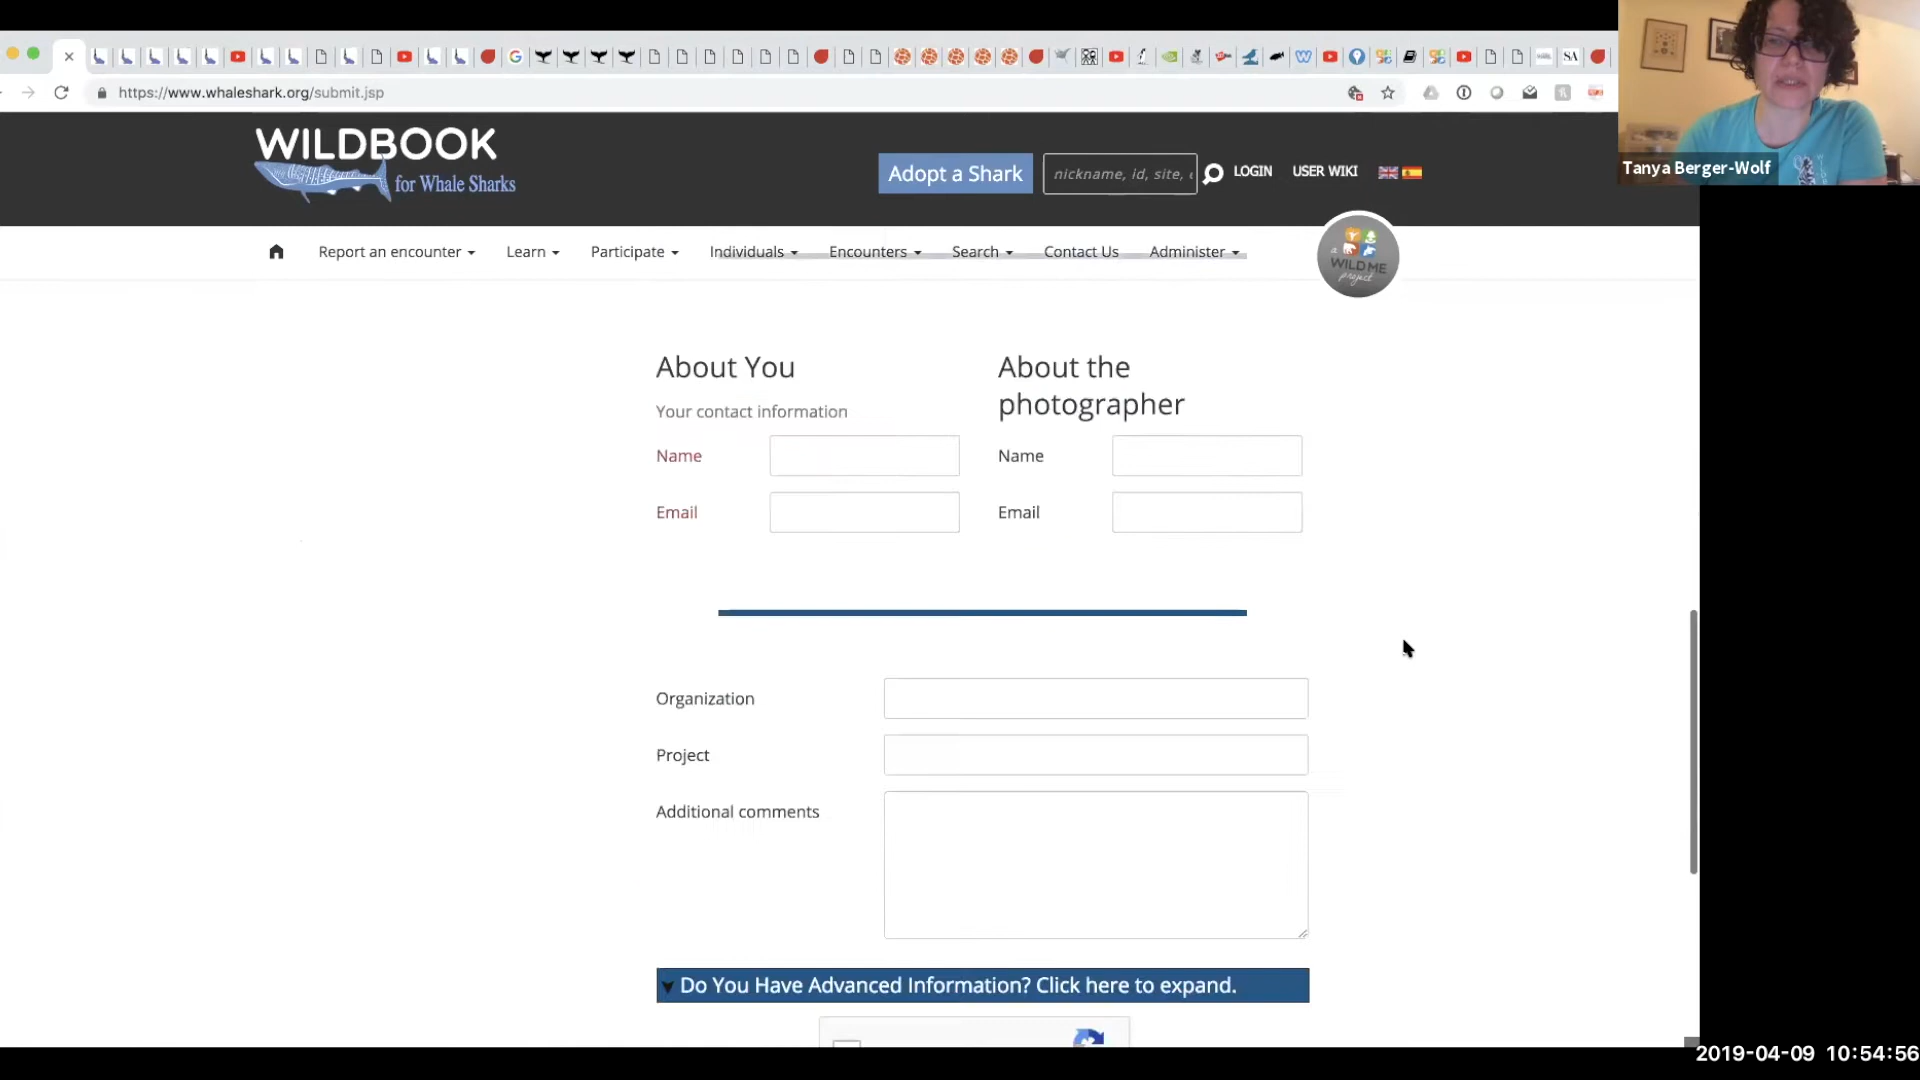 https://www.whaleshark.org/submit.jsp
Tanya Berger-Wolf
WILDBOOK
for Whale Sharks
Adopt a Shark
nickname, id, site,
LOGIN
USER WIKI
Report an encounter
Learn
Participate
Individuals
Encounters
Search
Contact Us
Administer
a
WILD ME
project
About You
About the
photographer
Your contact information
Name
Name
Email
Email
Organization
Project
Additional comments
Do You Have Advanced Information? Click here to expand.
2019-04-09 10:54:56